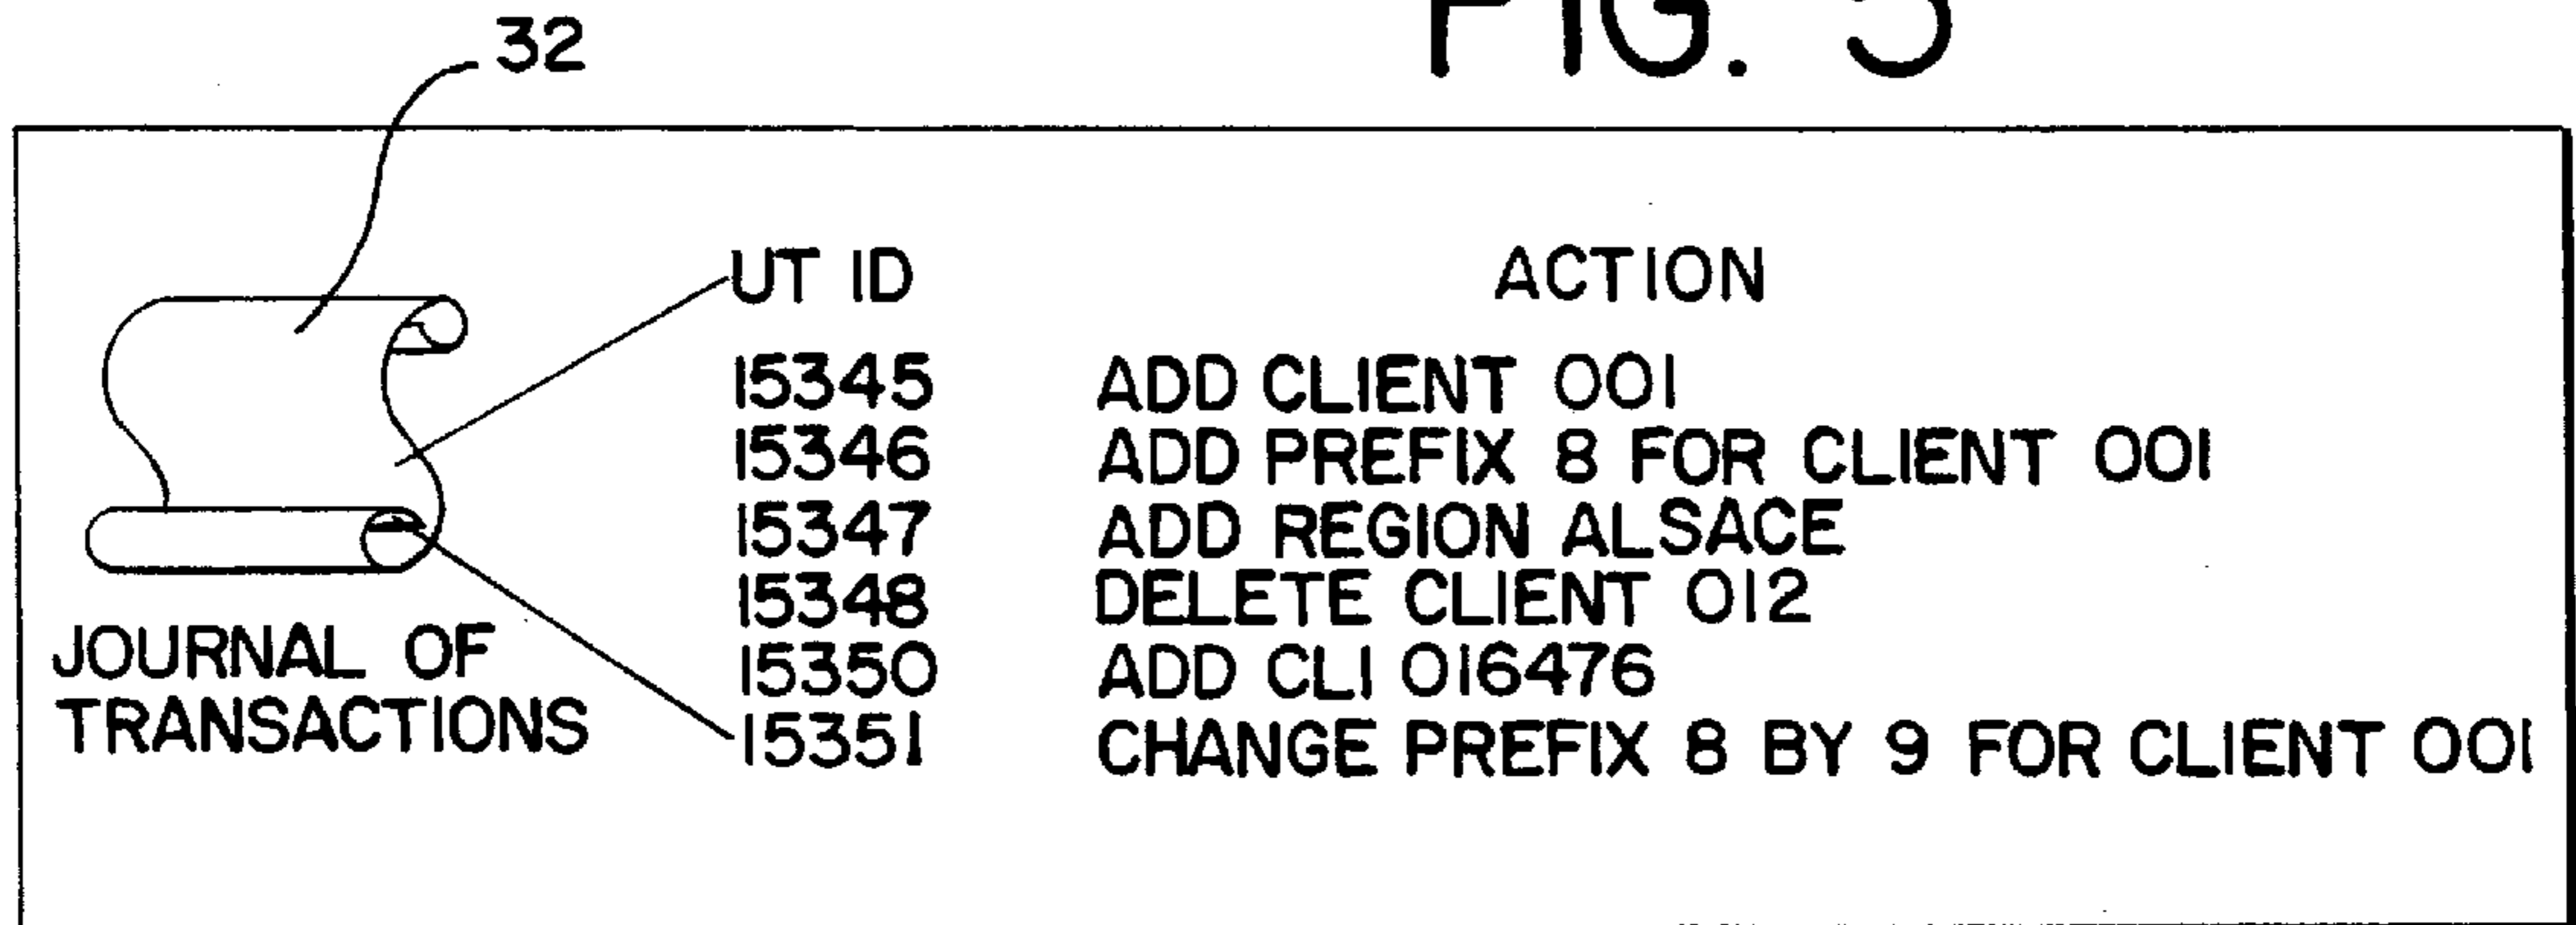 32
FIG. 5
UT ID ACTION
15345 ADD CLIENT 001
15346 ADD PREFIX 8 FOR CLIENT 001
15347 ADD REGION ALSACE
15348 DELETE CLIENT 012
15350 ADD CLI 016476
15351 CHANGE PREFIX 8 BY 9 FOR CLIENT 001
JOURNAL OF
TRANSACTIONS